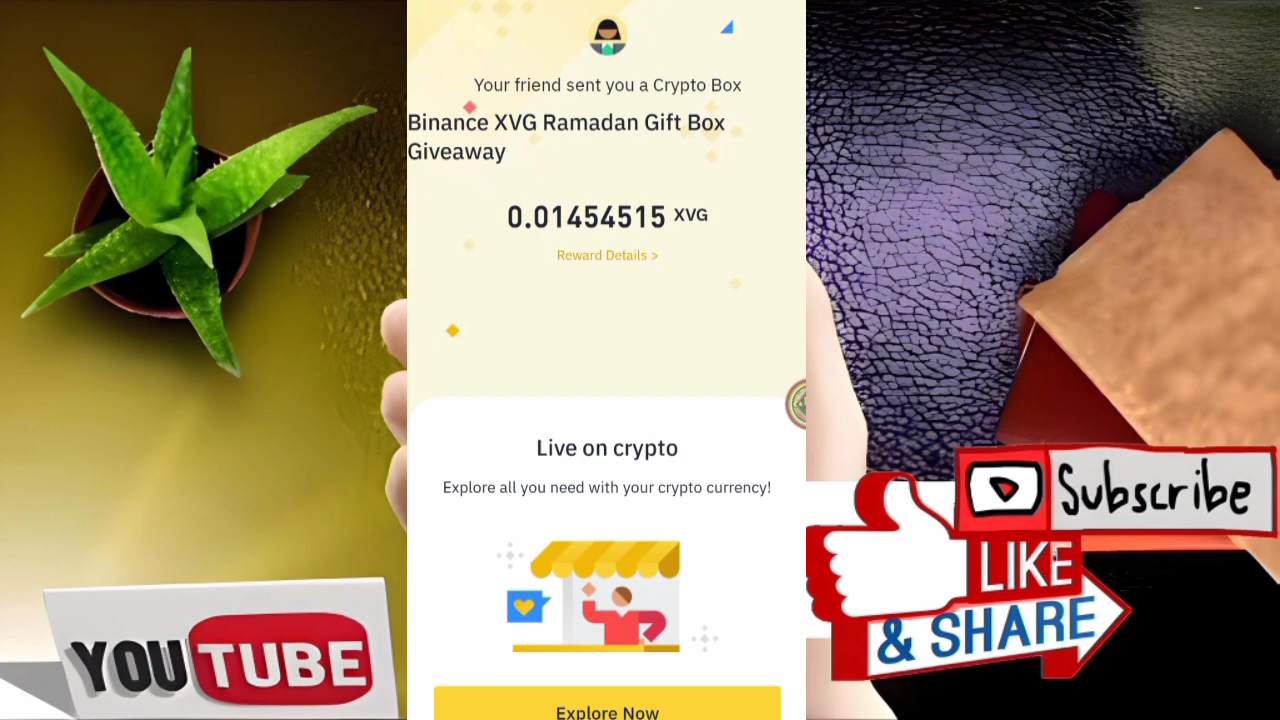 Your friend sent you a Crypto Box
Binance XVG Ramadan Gift Box
Giveaway
0.01454515 XVG
Reward Details >
Live on crypto
Explore all you need with your crypto currency!
Explore Now
YOUTUBE
Subscribe
LIKE
& SHARE